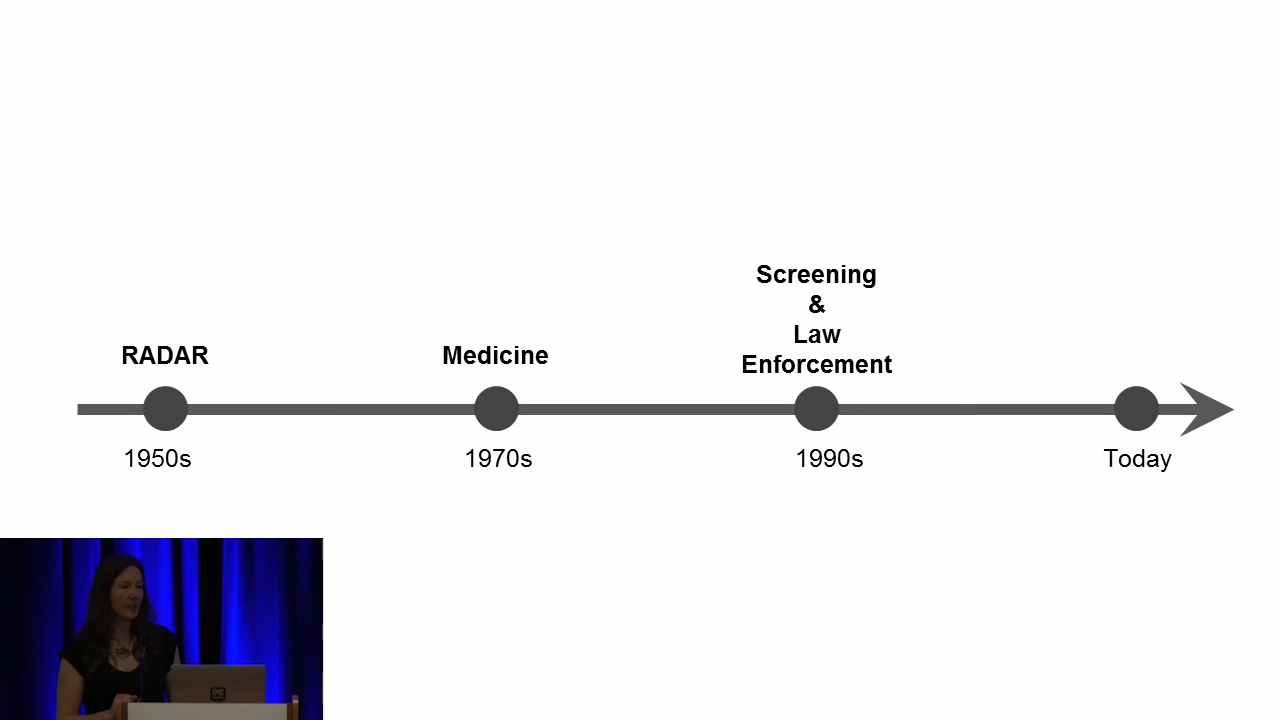 RADAR
Medicine
Screening
&
Law
Enforcement
1950s
1970s
1990s
Today